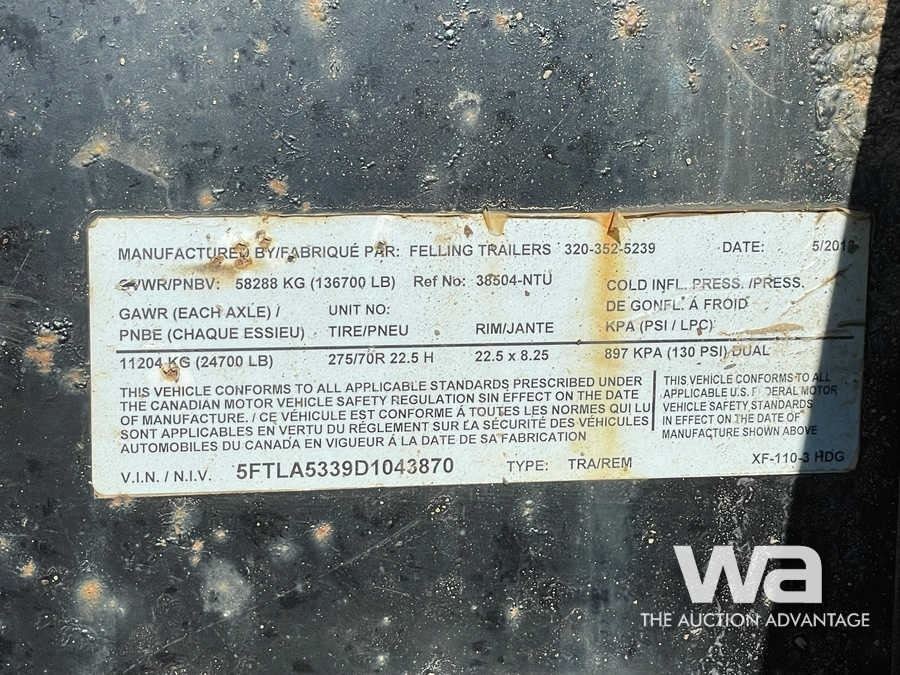 MANUFACTURED BY/FABRIQUÉ PAR: FELLING TRAILERS 320-352-5239 DATE:
GVWR/PNBV: 58288 KG (136700 LB) Ref No: 38504-NTU COLD INFL. PRESS. /PRESS.
DE GONFL. Á FROID
GAWR (EACH AXLE) / UNIT NO:
PNBE (CHAQUE ESSIEU) TIRE/PNEU RIM/JANTE KPA (PSI / LPC)
11204 KG (24700 LB) 275/70R 22.5 H 22.5 x 8.25 897 KPA (130 PSI) DUAL
THIS VEHICLE CONFORMS TO ALL APPLICABLE STANDARDS PRESCRIBED UNDER
THE CANADIAN MOTOR VEHICLE SAFETY REGULATION SIN EFFECT ON THE DATE
OF MANUFACTURE. / CE VÉHICULE EST CONFORME Á TOUTES LES NORMES QUI LU
SONT APPLICABLES EN VERTU DU RÈGLEMENT SUR LA SÉCURITÉ DES VÉHICULES
AUTOMOBILES DU CANADA EN VIGUEUR Á LA DATE DE SA FABRICATION
THIS VEHICLE CONFORMS TO ALL
APPLICABLE U.S. FEDERAL MOTOR
VEHICLE SAFETY STANDARDS
IN EFFECT ON THE DATE OF
MANUFACTURE SHOWN ABOVE
V.I.N. / N.I.V. 5FTLA5339D1043870 TYPE: TRA/REM XF-110-3 HDG
wa
THE AUCTION ADVANTAGE